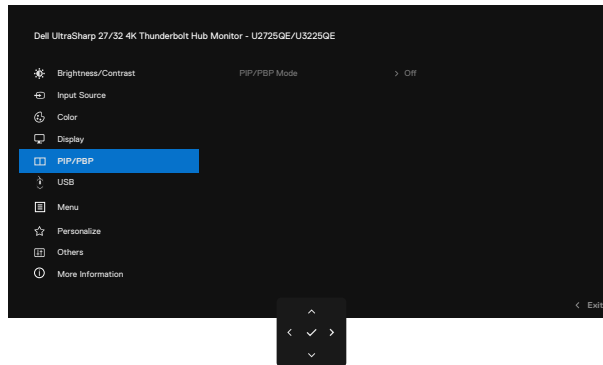 Dell UltraSharp 27/32 4K Thunderbolt Hub Monitor - U2725QE/U3225QE
Brightness/Contrast
PIP/PBP Mode
Off
Input Source
Color
Display
PIP/PBP
USB
Menu
Personalize
Others
More Information
Exit